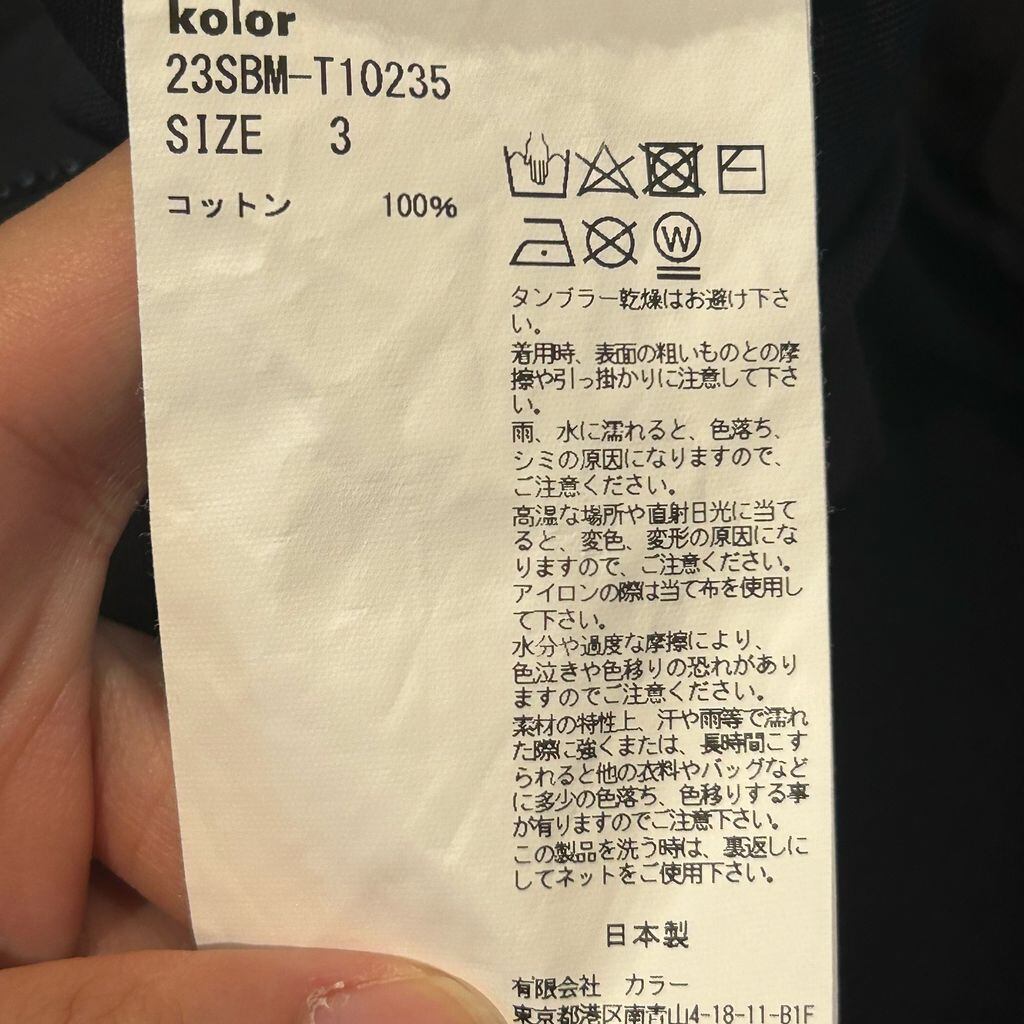 kolor
23SBM-T10235
SIZE 3
コットン 100%
W
タンブラー乾燥はお避け下さ
い。
着用時、表面の粗いものとの摩
擦や引っ掛かりに注意して下さ
い。
雨、水に濡れると、色落ち、
シミの原因になりますので、
ご注意ください。
高温な場所や直射日光に当て
ると、変色、変形の原因にな
りますので、ご注意ください。
アイロンの際は当て布を使用し
て下さい。
水分や過度な摩擦により、
色泣きや色移りの恐れがあり
ますのでご注意ください。
素材の特性上、汗や雨等で濡れ
た際に強くまたは、長時間こす
られると他の衣料やバッグなど
に多少の色落ち、色移りする事
が有りますのでご注意下さい。
この製品を洗う時は、裏返しに
してネットをご使用下さい。
日本製
有限会社 カラー
東京都港区南青山4-18-11-B1F